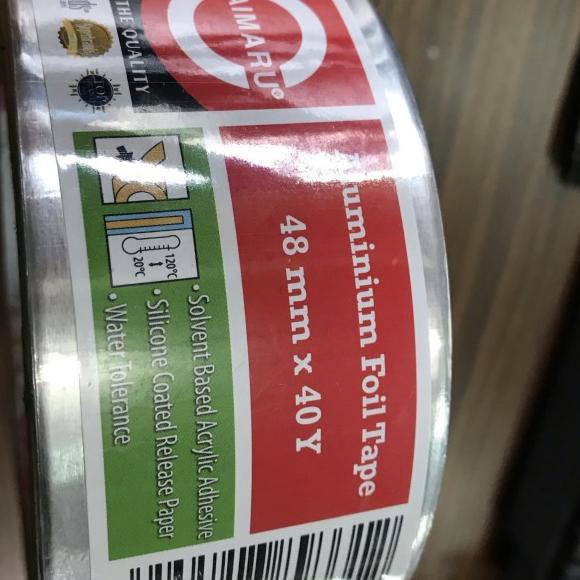 THE QUALITY
AIMARU®
uminium Foil Tape
48 mm x 40Y
120°C
20°C
• Solvent Based Acrylic Adhesive
• Silicone Coated Release Paper
• Water Tolerance